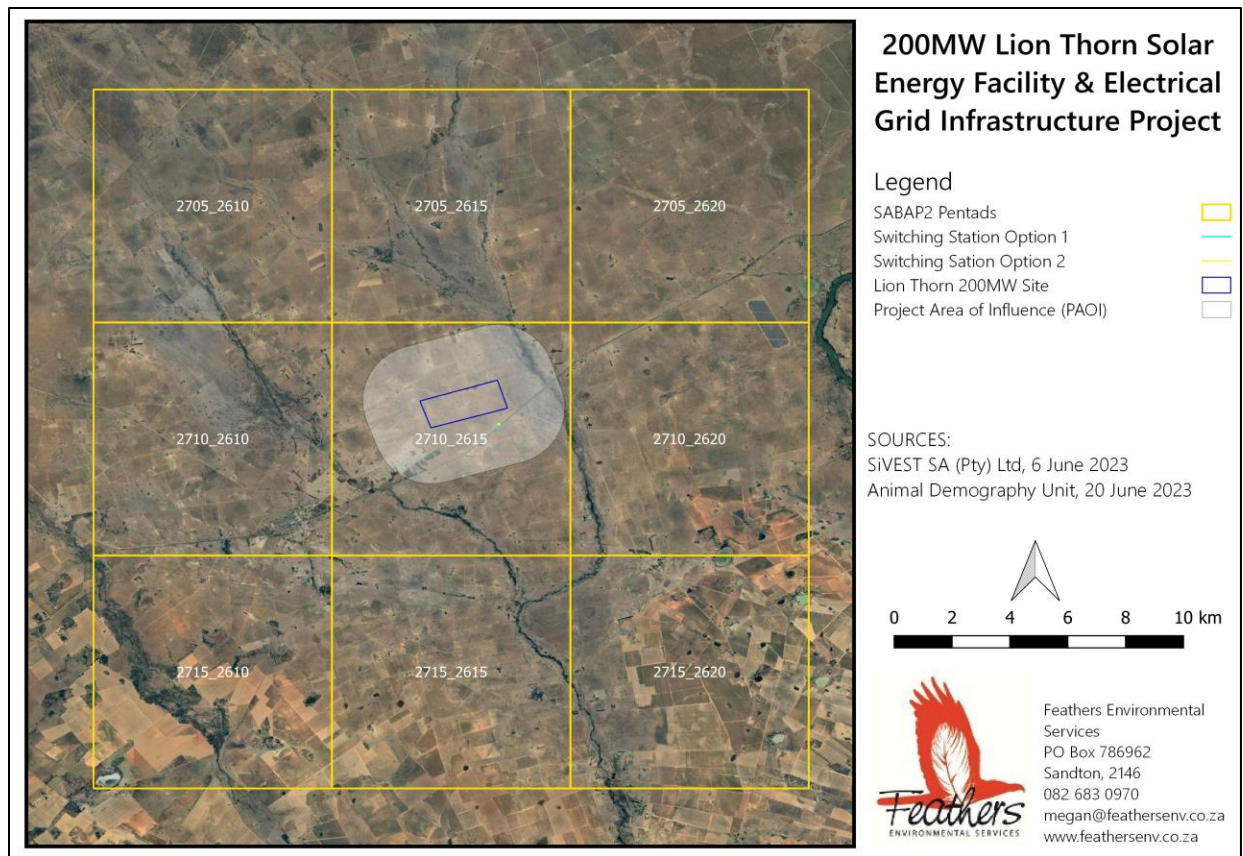 200MW Lion Thorn Solar
Energy Facility & Electrical
Grid Infrastructure Project
Legend
SABAP2 Pentads
Switching Station Option 1
Switching Sation Option 2
Lion Thorn 200MW Site
Project Area of Influence (PAOI)
2705_2610
2705_2615
2705_2620
2710_2610
2710_2615
2710_2620
2715_2610
2715_2615
2715_2620
SOURCES:
SiVEST SA (Pty) Ltd, 6 June 2023
Animal Demography Unit, 20 June 2023
0 2 4 6 8 10 km
Feathers
ENVIRONMENTAL SERVICES
Feathers Environmental
Services
PO Box 786962
Sandton, 2146
082 683 0970
megan@feathersenv.co.za
www.feathersenv.co.za